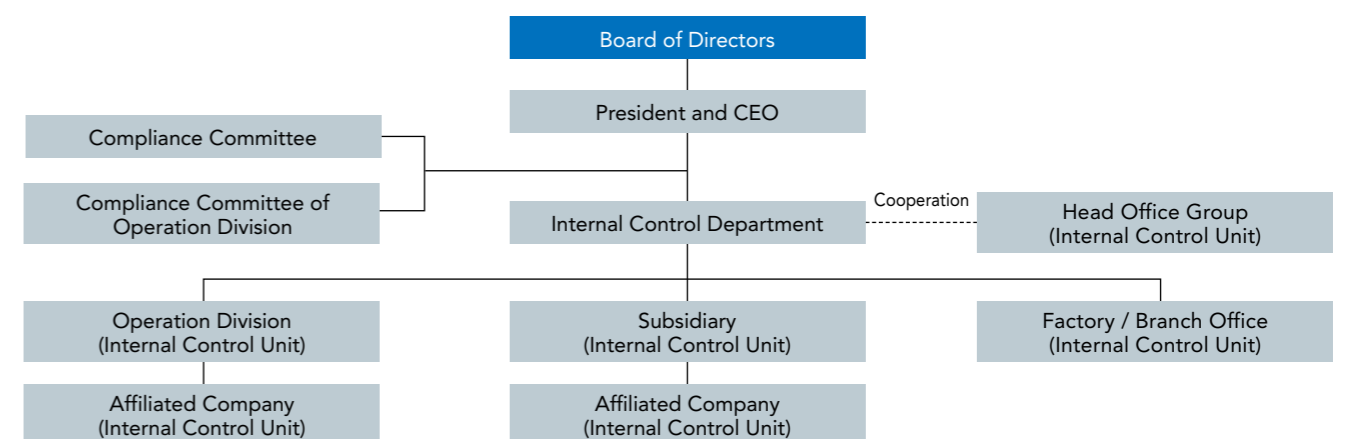 Board of Directors
President and CEO
Compliance Committee
Compliance Committee of
Operation Division
Internal Control Department
Cooperation
Head Office Group
(Internal Control Unit)
Operation Division
(Internal Control Unit)
Subsidiary
(Internal Control Unit)
Factory / Branch Office
(Internal Control Unit)
Affiliated Company
(Internal Control Unit)
Affiliated Company
(Internal Control Unit)